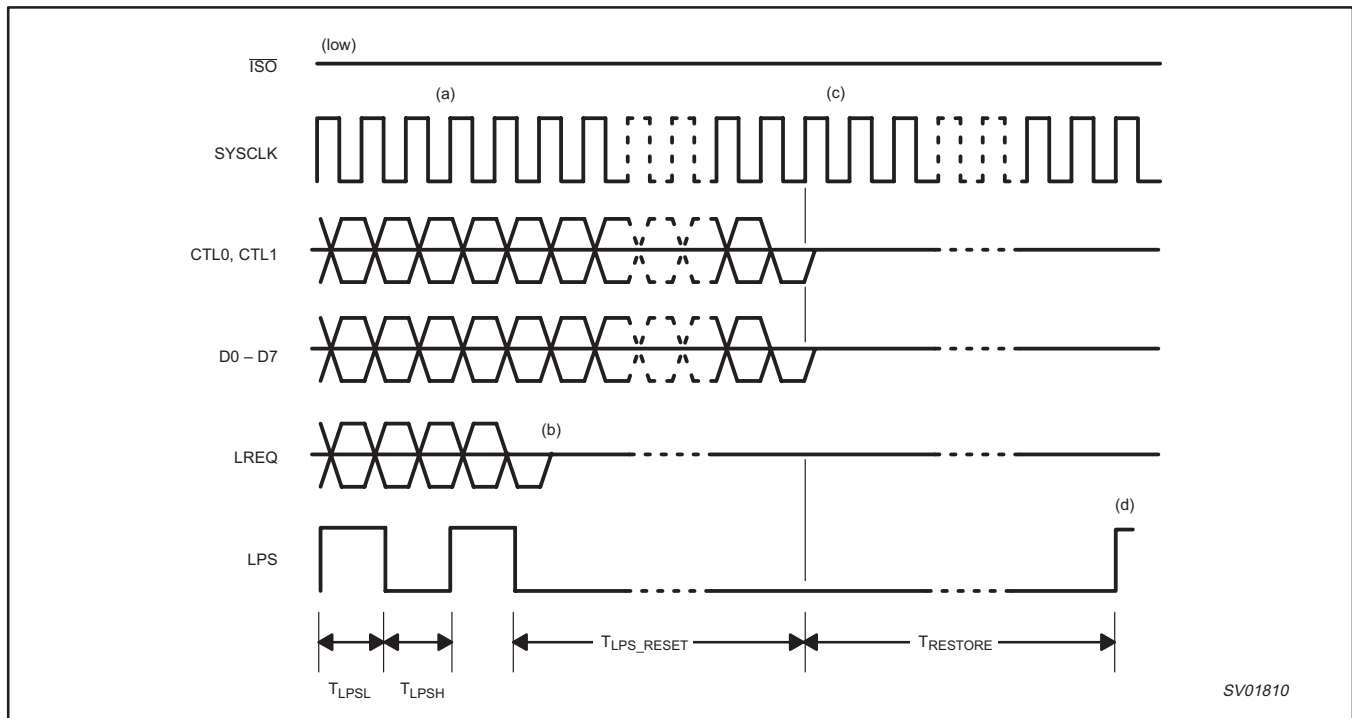 (low)
ISO
(a)
(c)
SYSCLK
CTL0, CTL1
D0 – D7
(b)
LREQ
(d)
LPS
TLPS_RESET
TRESTORE
TLPSL
TLPSH
SV01810